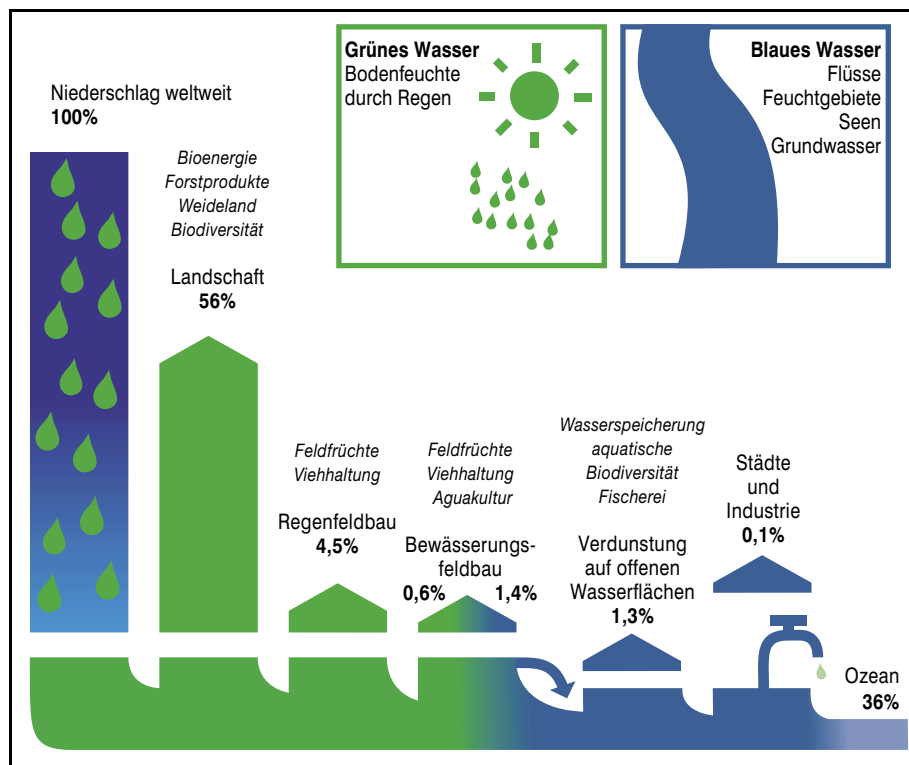 Niederschlag weltweit
100%
Bioenergie
Forstprodukte
Weideland
Biodiversität
Landschaft
56%
Grünes Wasser
Bodenfeuchte
durch Regen
Blaues Wasser
Flüsse
Feuchtgebiete
Seen
Grundwasser
Feldfrüchte
Viehhaltung
Regenfeldbau
4,5%
Feldfrüchte
Viehhaltung
Aguakultur
Bewässerungs-
feldbau
0,6% 1,4%
Wasserspeicherung
aquatische
Biodiversität
Fischerei
Verdunstung
auf offenen
Wasserflächen
1,3%
Städte
und
Industrie
0,1%
Ozean
36%